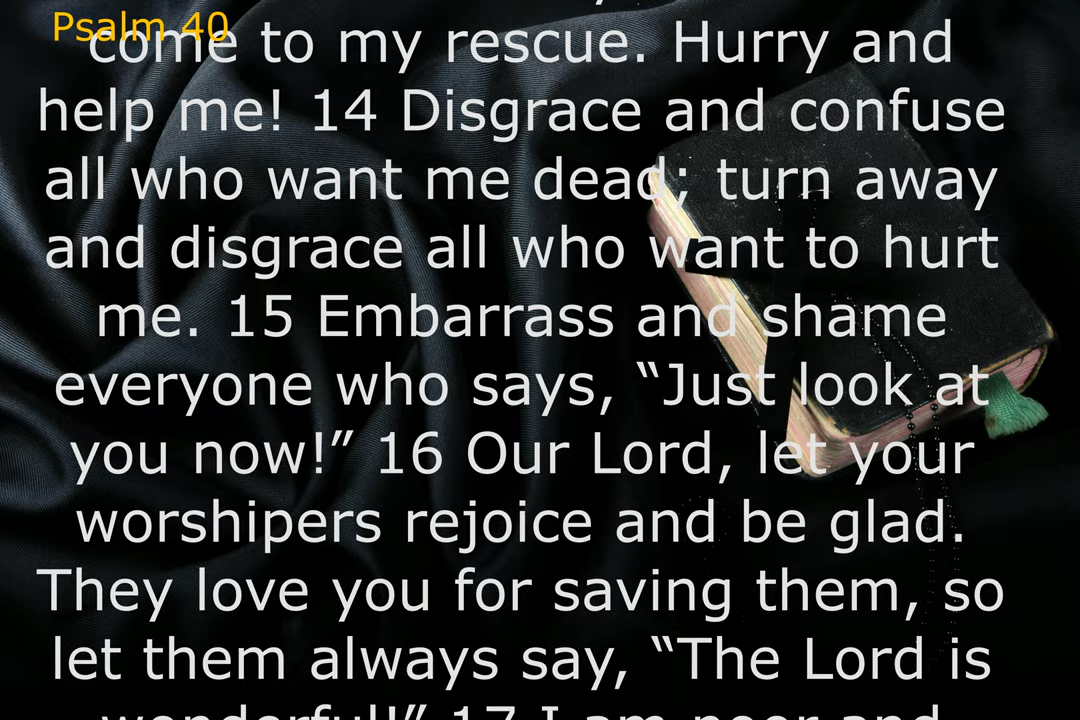 Psalm 40
come to my rescue. Hurry and
help me! 14 Disgrace and confuse
all who want me dead; turn away
and disgrace all who want to hurt
me. 15 Embarrass and shame
everyone who says, “Just look at
you now!” 16 Our Lord, let your
worshipers rejoice and be glad.
They love you for saving them, so
let them always say, “The Lord is
wonderful!” 17 I am poor and